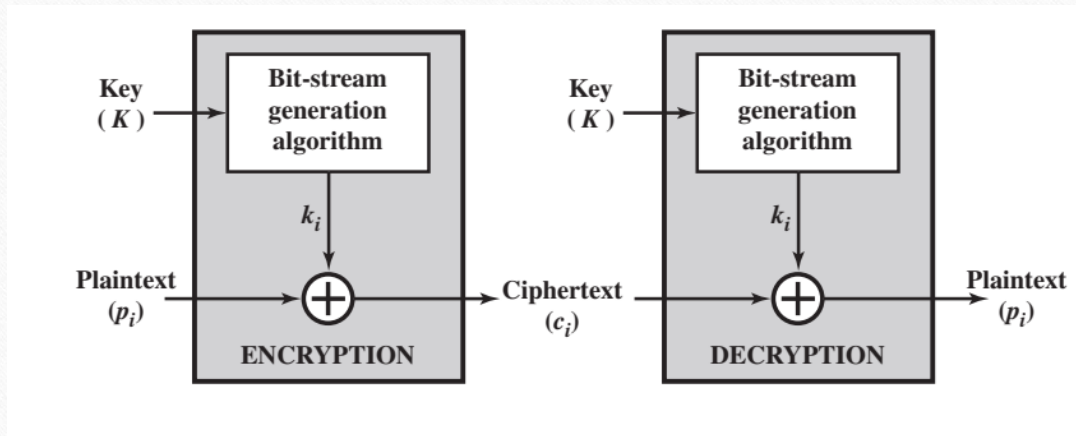 Key
( K )
Bit-stream
generation
algorithm
k_i
Plaintext
(p_i)
ENCRYPTION
Ciphertext
(c_i)
Key
( K )
Bit-stream
generation
algorithm
k_i
Plaintext
(p_i)
DECRYPTION